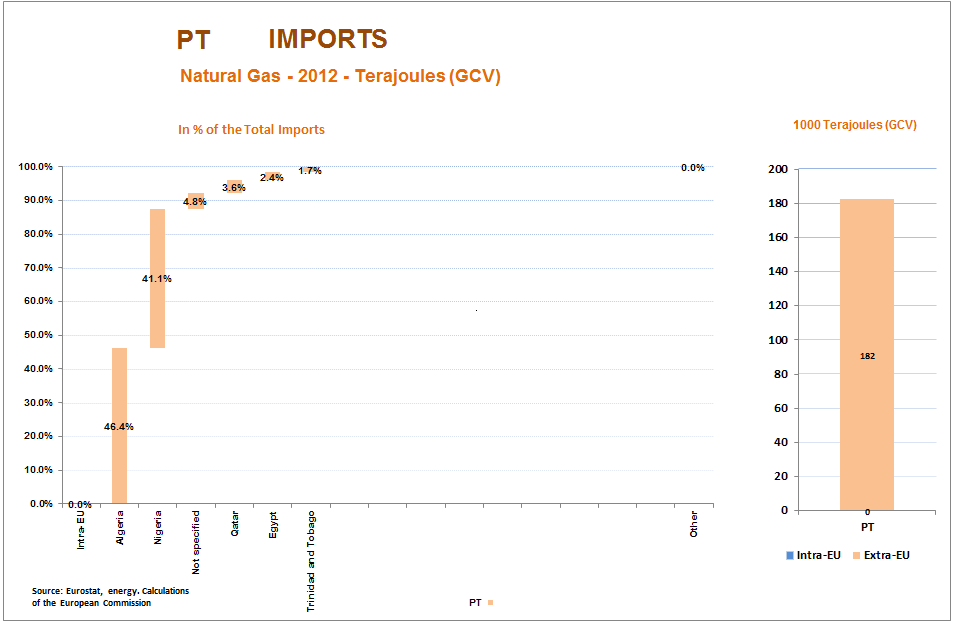 PT IMPORTS
Natural Gas - 2012 - Terajoules (GCV)
In % of the Total Imports
100.0%
90.0%
80.0%
70.0%
60.0%
50.0%
40.0%
30.0%
20.0%
10.0%
0.0%
0.0%
46.4%
41.1%
4.8%
3.6%
2.4%
1.7%
0.0%
Intra-EU
Algeria
Nigeria
Not specified
Qatar
Egypt
Trinidad and Tobago
Other
PT
Source: Eurostat, energy. Calculations
of the European Commission
1000 Terajoules (GCV)
200
180
160
140
120
100
80
60
40
20
0
182
0
PT
Intra-EU Extra-EU